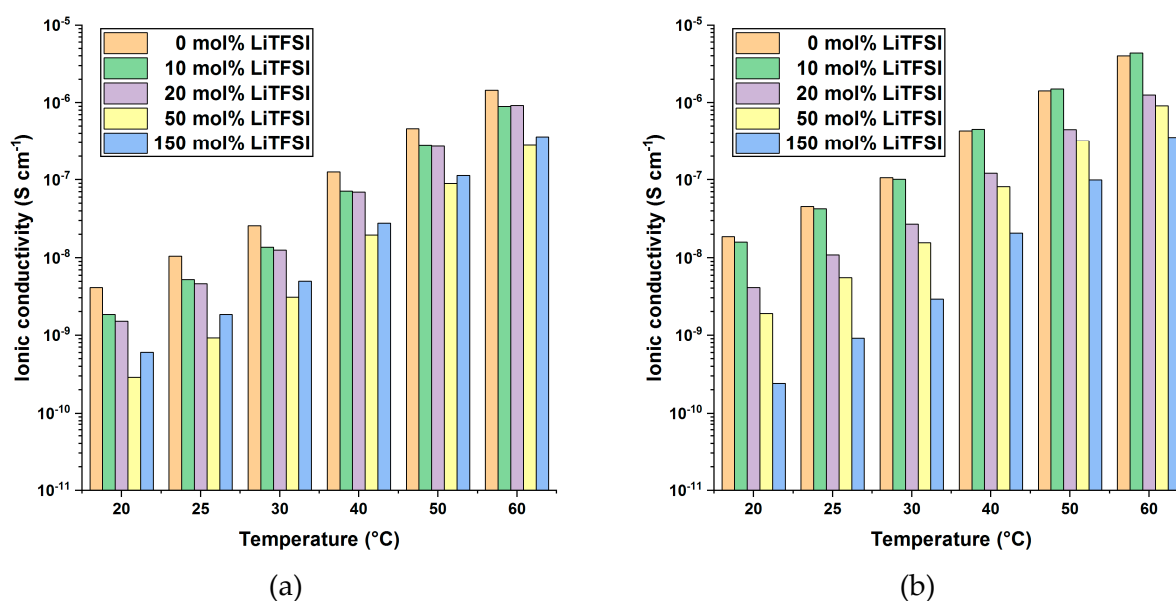 10⁻⁵
10⁻⁶
10⁻⁷
10⁻⁸
10⁻⁹
10⁻¹⁰
10⁻¹¹
Ionic conductivity (S cm⁻¹)
0 mol% LiTFSI
10 mol% LiTFSI
20 mol% LiTFSI
50 mol% LiTFSI
150 mol% LiTFSI
20 25 30 40 50 60
Temperature (°C)
(a)
10⁻⁵
10⁻⁶
10⁻⁷
10⁻⁸
10⁻⁹
10⁻¹⁰
10⁻¹¹
Ionic conductivity (S cm⁻¹)
0 mol% LiTFSI
10 mol% LiTFSI
20 mol% LiTFSI
50 mol% LiTFSI
150 mol% LiTFSI
20 25 30 40 50 60
Temperature (°C)
(b)